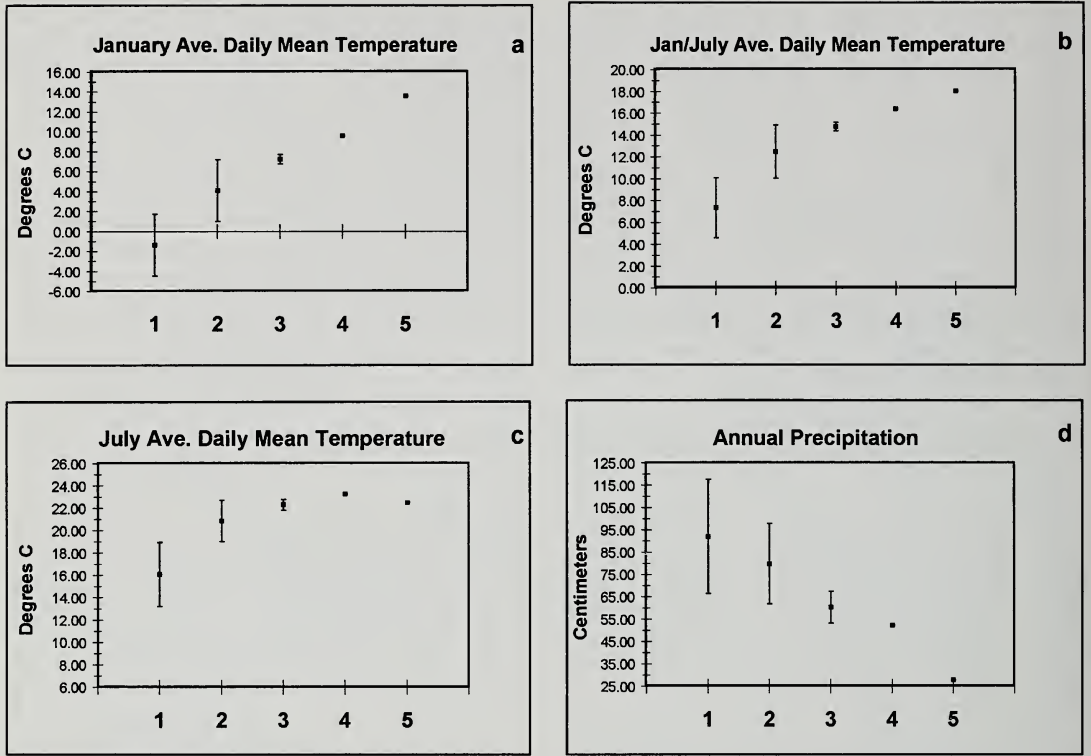 January Ave. Daily Mean Temperature
a
16.00
14.00
12.00
10.00
8.00
6.00
4.00
2.00
0.00
-2.00
-4.00
-6.00
Degrees C
1 2 3 4 5
Jan/July Ave. Daily Mean Temperature
b
20.00
18.00
16.00
14.00
12.00
10.00
8.00
6.00
4.00
2.00
0.00
Degrees C
1 2 3 4 5
July Ave. Daily Mean Temperature
c
26.00
24.00
22.00
20.00
18.00
16.00
14.00
12.00
10.00
8.00
6.00
Degrees C
1 2 3 4 5
Annual Precipitation
d
125.00
115.00
105.00
95.00
85.00
75.00
65.00
55.00
45.00
35.00
25.00
Centimeters
1 2 3 4 5